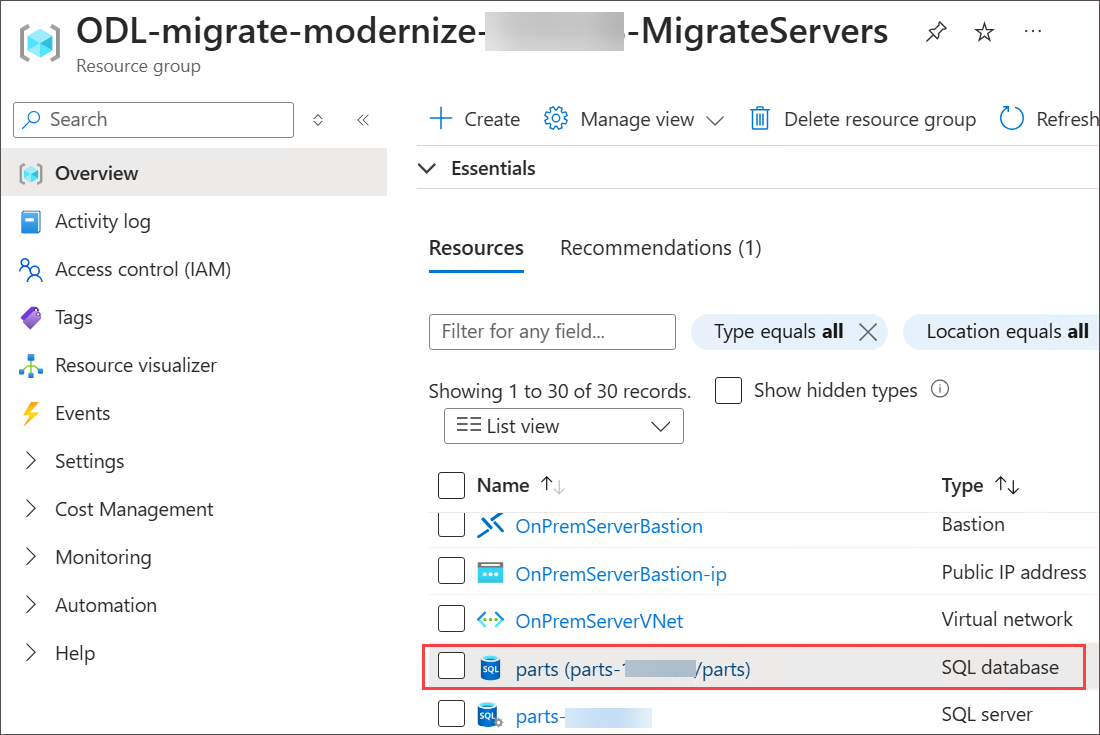 ODL-migrate-modernize- -MigrateServers
Resource group
Search
Create
Manage view
Delete resource group
Refresh
Overview
Activity log
Access control (IAM)
Tags
Resource visualizer
Events
Settings
Cost Management
Monitoring
Automation
Help
Essentials
Resources
Recommendations (1)
Filter for any field...
Type equals all
Location equals all
Showing 1 to 30 of 30 records.
Show hidden types
List view
Name
Type
OnPremServerBastion
Bastion
OnPremServerBastion-ip
Public IP address
OnPremServerVNet
Virtual network
SQL
parts (parts- /parts)
SQL database
SQL
parts-
SQL server